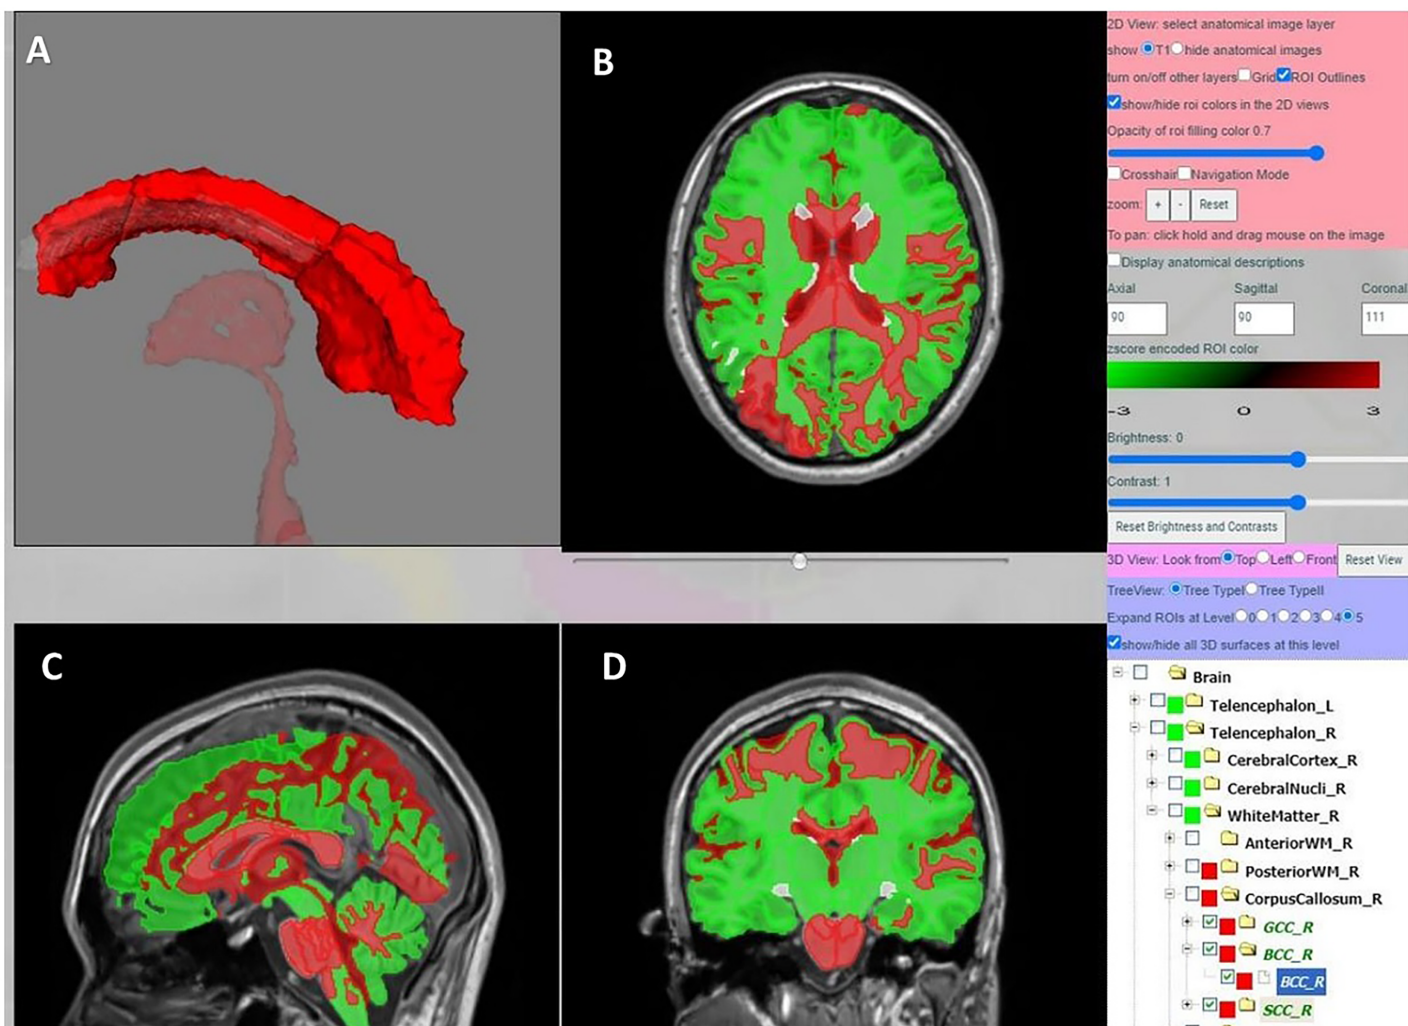 A
B
C
D
2D View: select anatomical image layer
show T1 hide anatomical images
turn on/off other layers Grid ROI Outlines
show/hide roi colors in the 2D views
Opacity of roi filling color 0.7
Crosshair Navigation Mode
zoom: + - Reset
To pan: click hold and drag mouse on the image
Display anatomical descriptions
Axial Sagittal Coronal
90 90 111
zscore encoded ROI color
-3 0 3
Brightness: 0
Contrast: 1
Reset Brightness and Contrasts
3D View: Look from Top Left Front Reset View
TreeView: Tree TypeI Tree TypeII
Expand ROIs at Level 0 1 2 3 4 5
show/hide all 3D surfaces at this level
Brain
Telencephalon_L
Telencephalon_R
CerebralCortex_R
CerebralNucli_R
WhiteMatter_R
AnteriorWM_R
PosteriorWM_R
CorpusCallosum_R
GCC_R
BCC_R
BCC_R
SCC_R